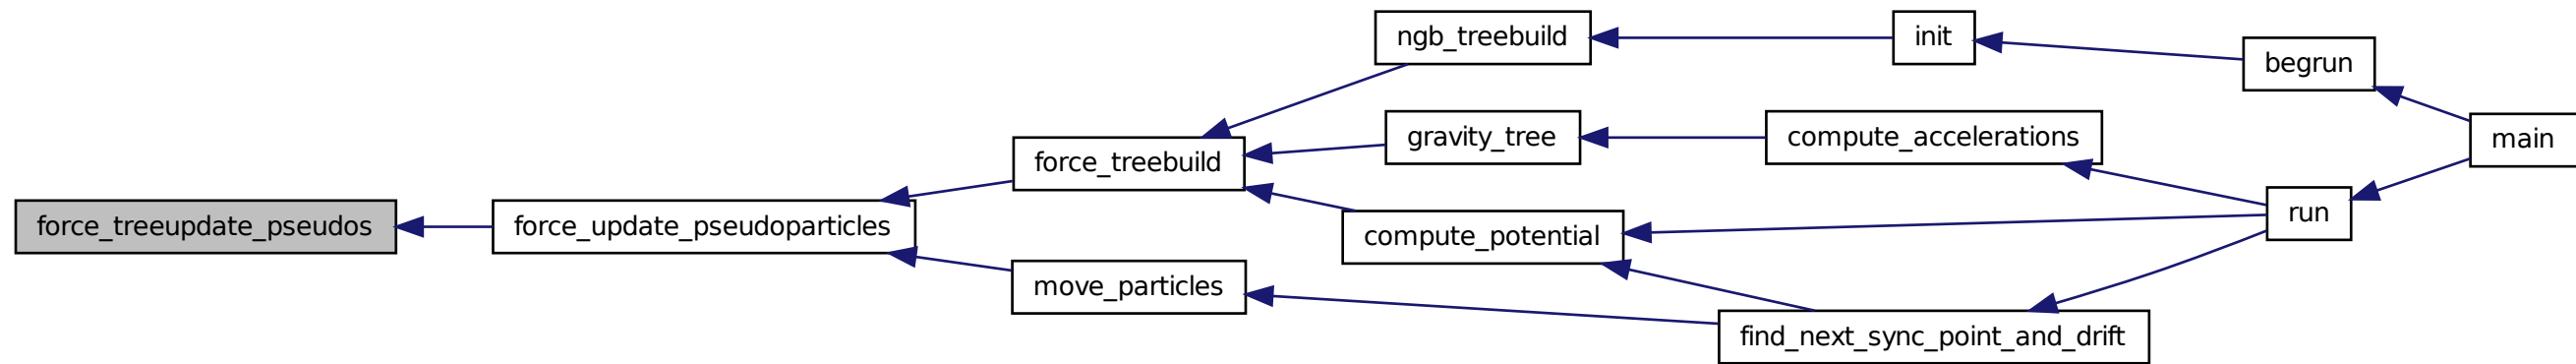 force_treeupdate_pseudos
force_update_pseudoparticles
force_treebuild
move_particles
ngb_treebuild
gravity_tree
compute_potential
init
compute_accelerations
find_next_sync_point_and_drift
begrun
run
main